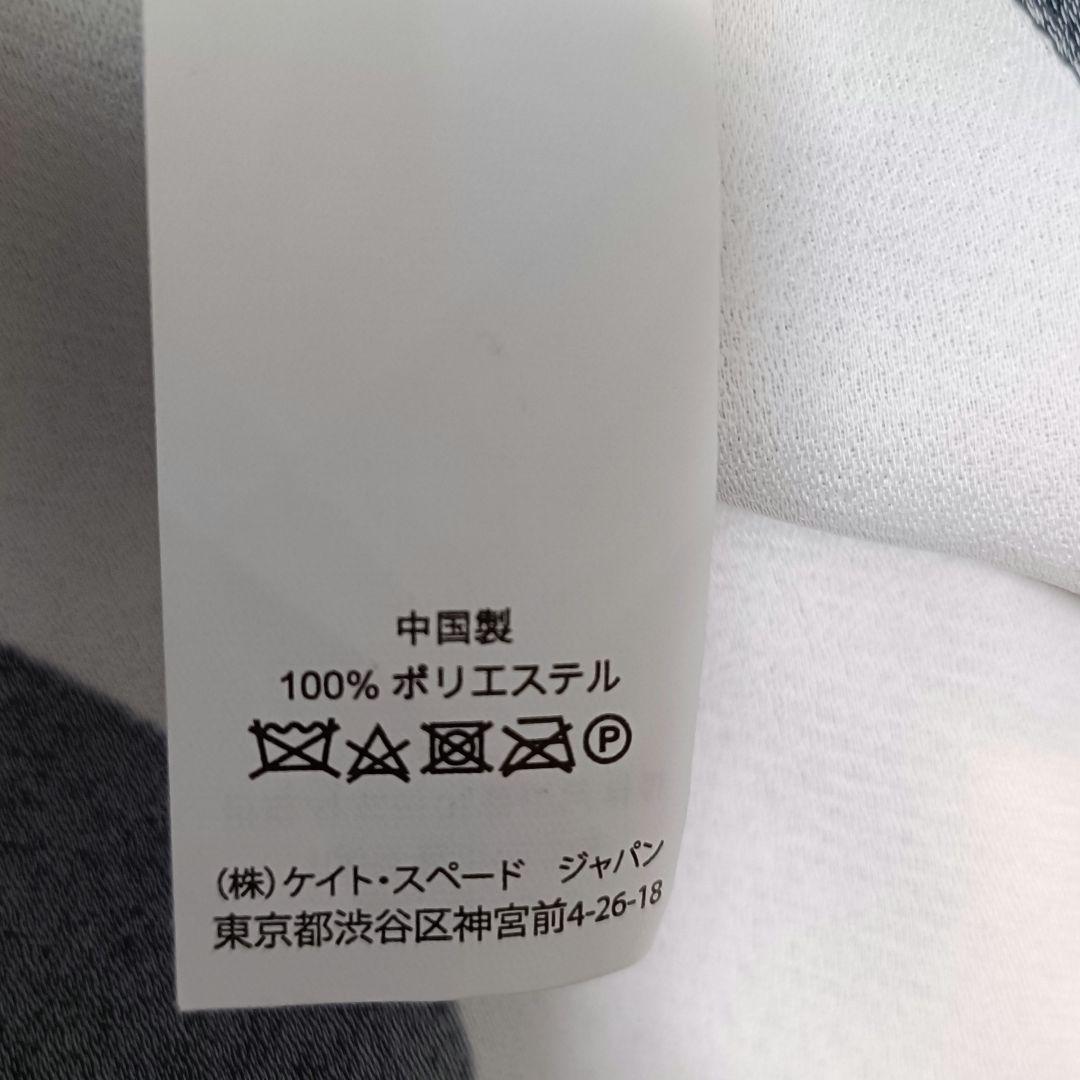 中国製
100% ポリエステル
P
(株)ケイト・スペード ジャパン
東京都渋谷区神宮前4-26-18